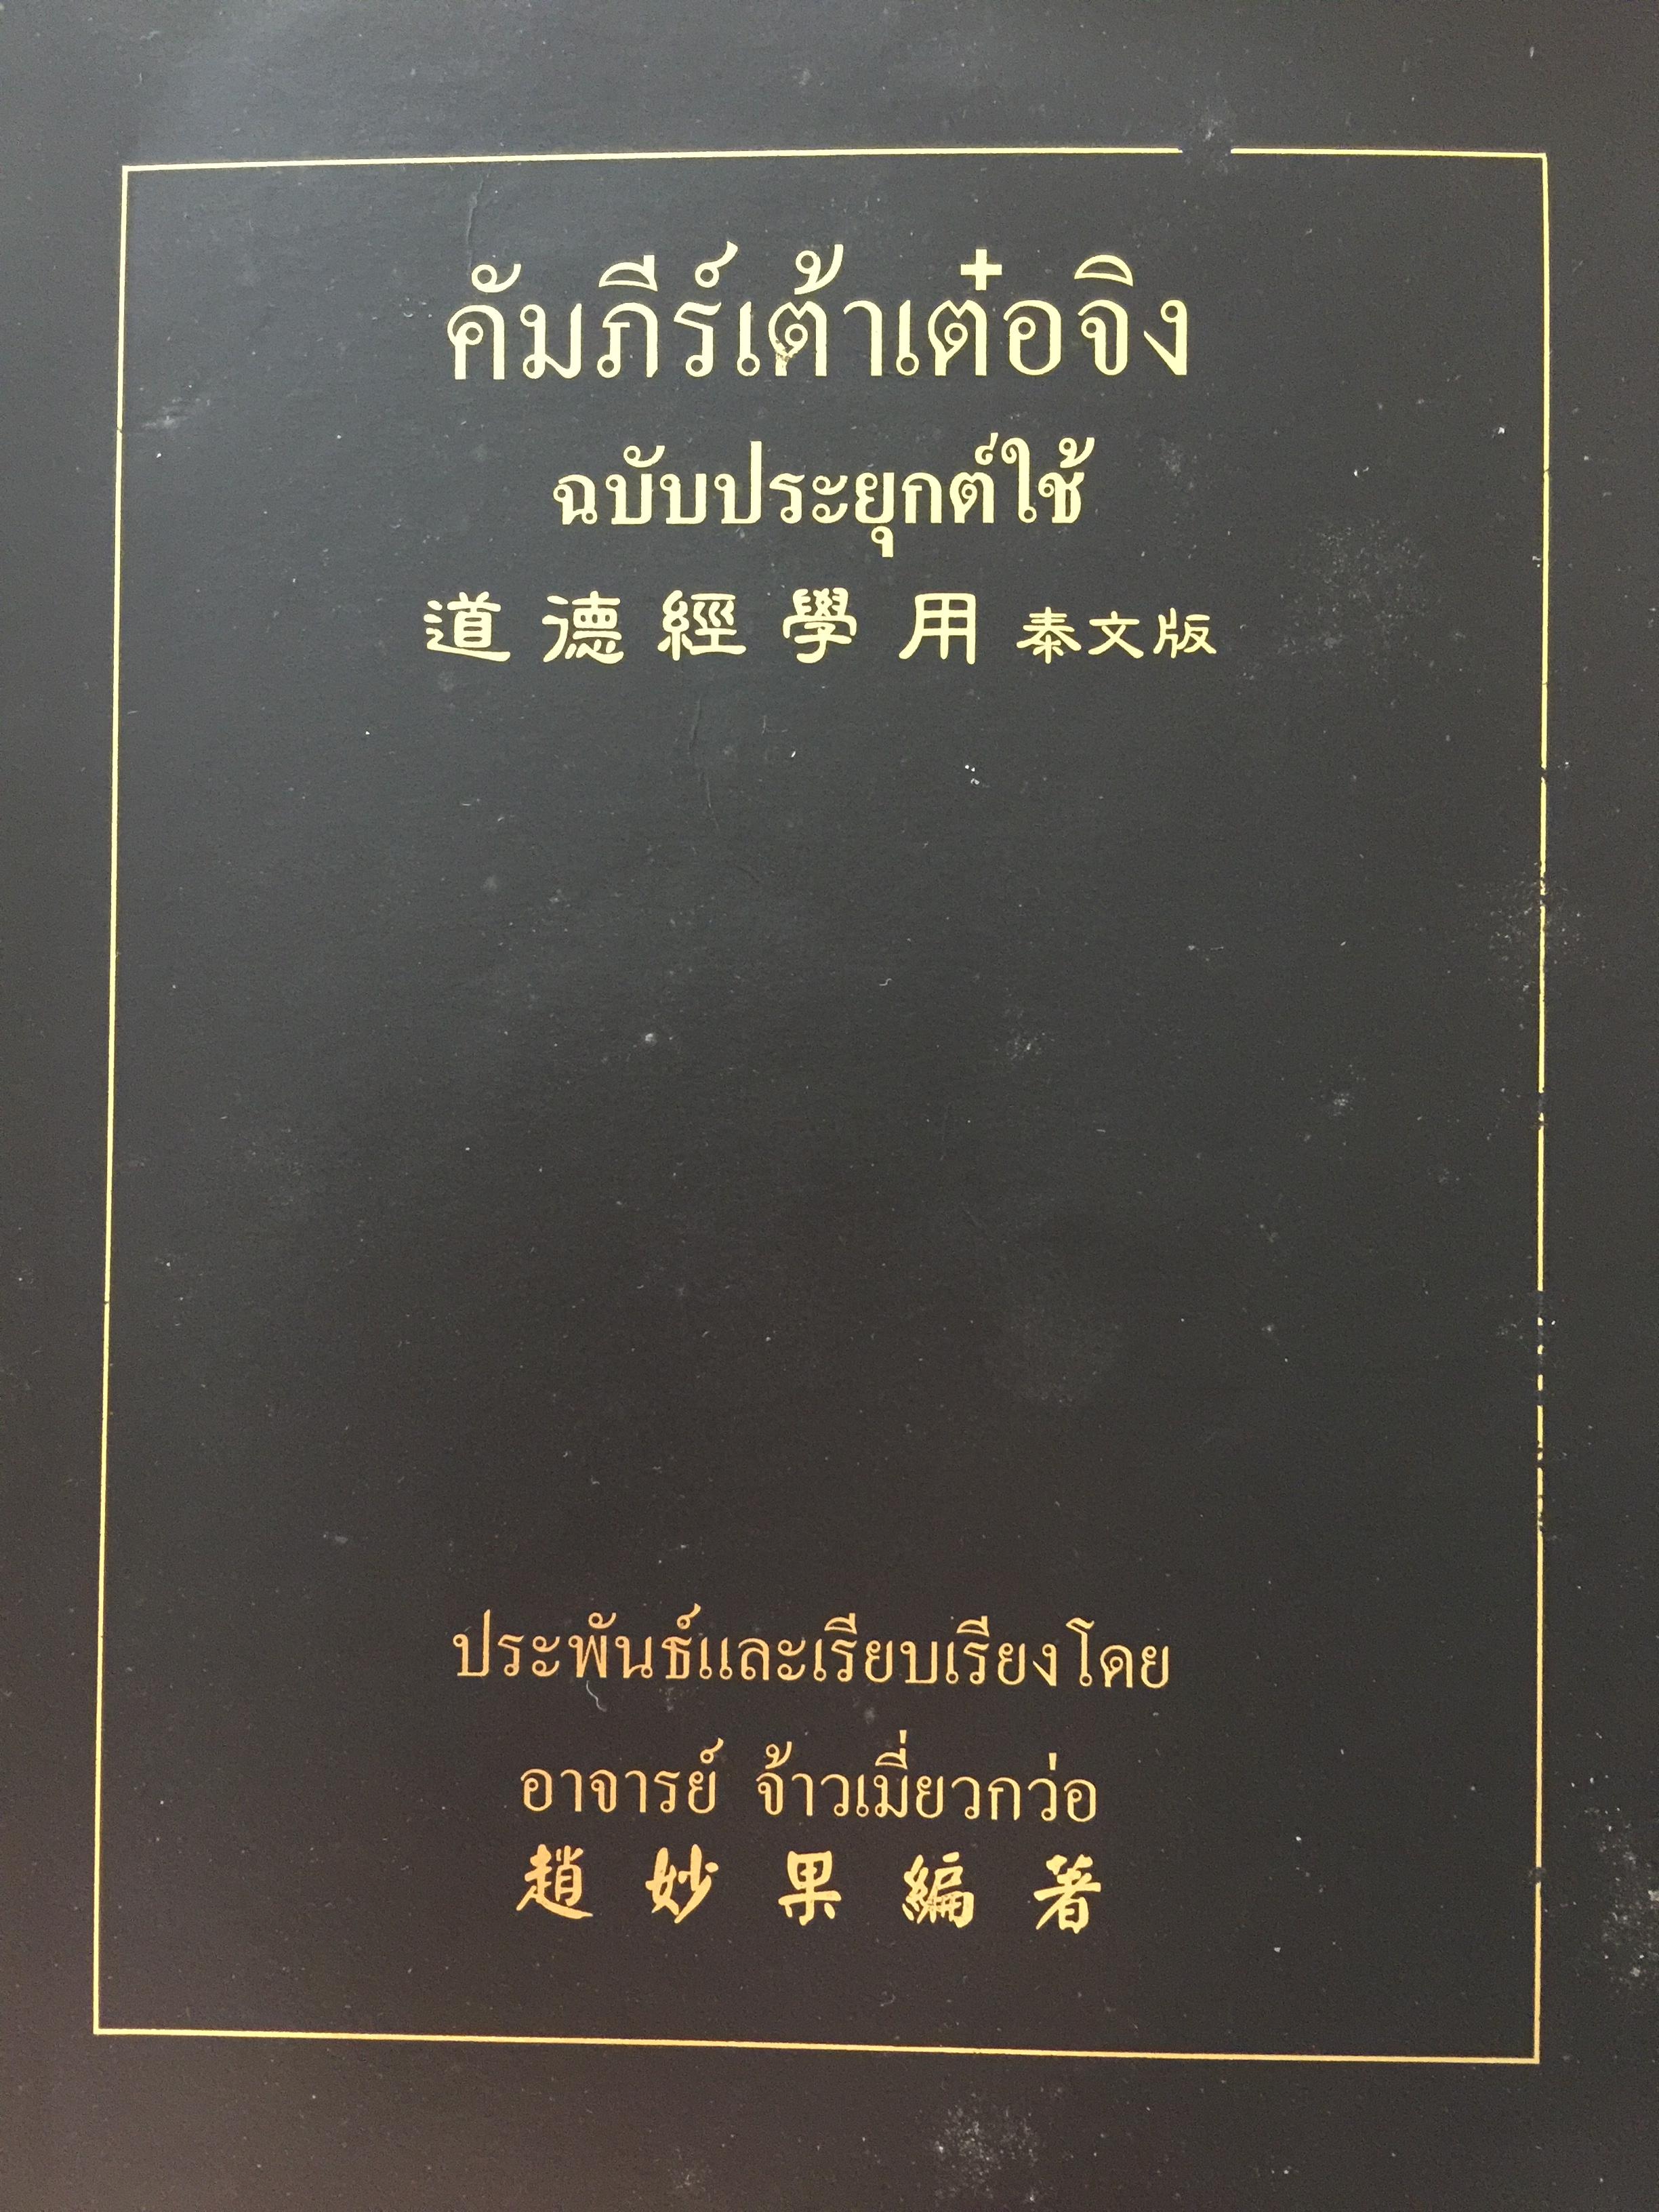 คัมภีร์เต้าเต๋อจิง
ฉบับประยุกต์ใช้
道德經學用 泰文版
ประพันธ์และเรียบเรียงโดย
อาจารย์ จ้าวเมี่ยวกว่อ
趙妙果編著